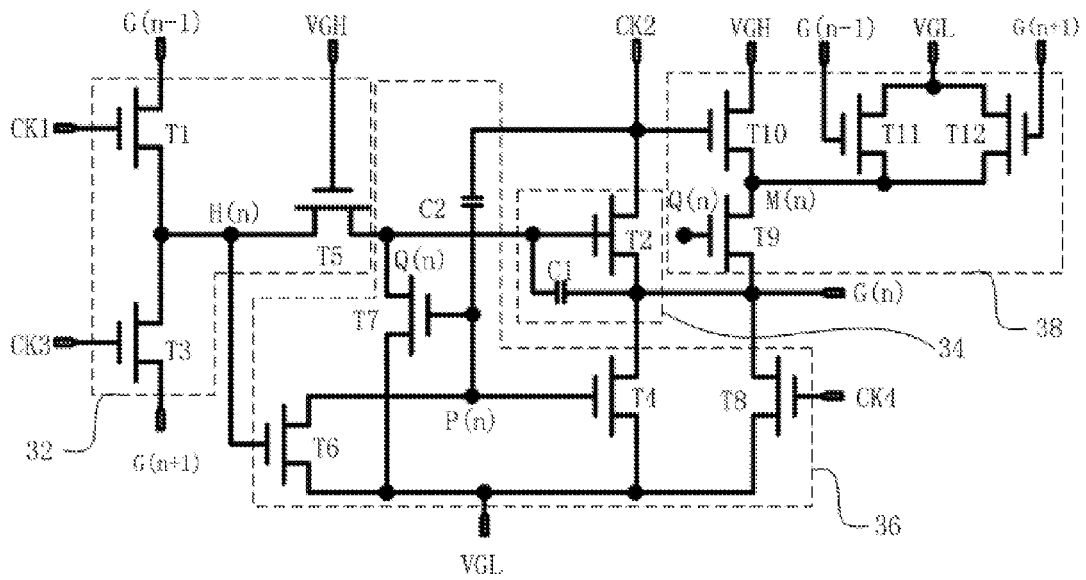 G(n-1) VGH CK2 VGH G(n-1) VGL G(n+1)
CK1 T1 T10 T11 T12
H(n) C2 Q(n) M(n)
T5 Q(n) T2 T9
C1 G(n)
T7 38
CK3 T3 34
P(n) T4 T8 CK4
32 G(n+1) T6
36
VGL